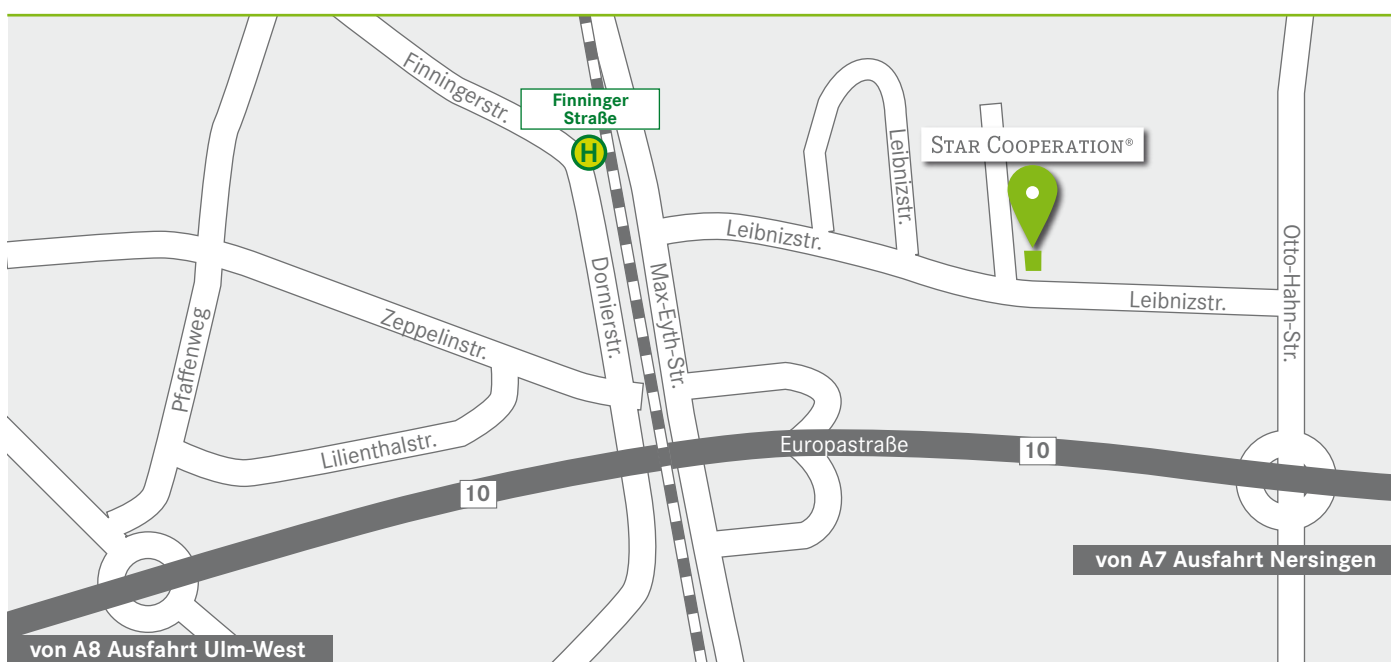 Finningerstr.
Finninger
Straße
H
Leibnizstr.
STAR COOPERATION®
Leibnizstr.
Otto-Hahn-Str.
Dornierstr.
Max-Eyth-Str.
Leibnizstr.
Pfaffenweg
Zeppelinstr.
Lilienthalstr.
Europastraße
10
10
von A7 Ausfahrt Nersingen
von A8 Ausfahrt Ulm-West